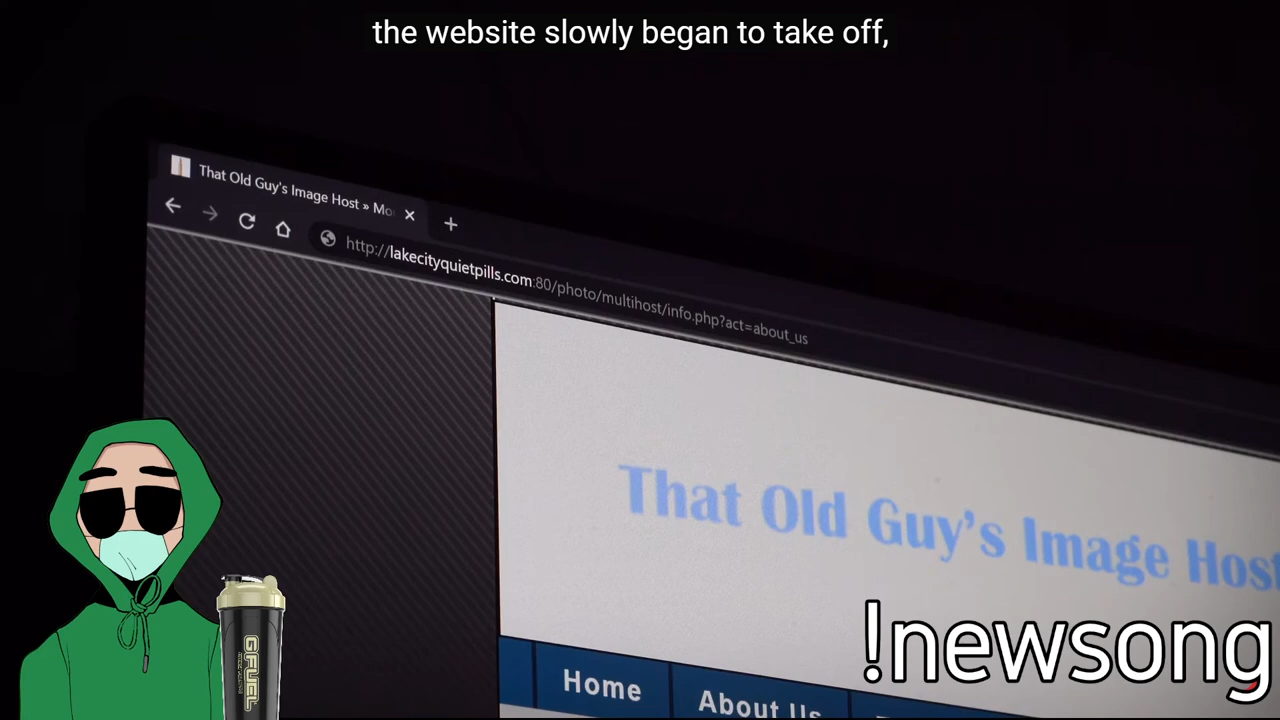 the website slowly began to take off,
That Old Guy's Image Host » Mo
http://lakecityquietpills.com:80/photo/multihost/info.php?act=about_us
That Old Guy's Image Host
!newsong
Home
About Us
GFUEL